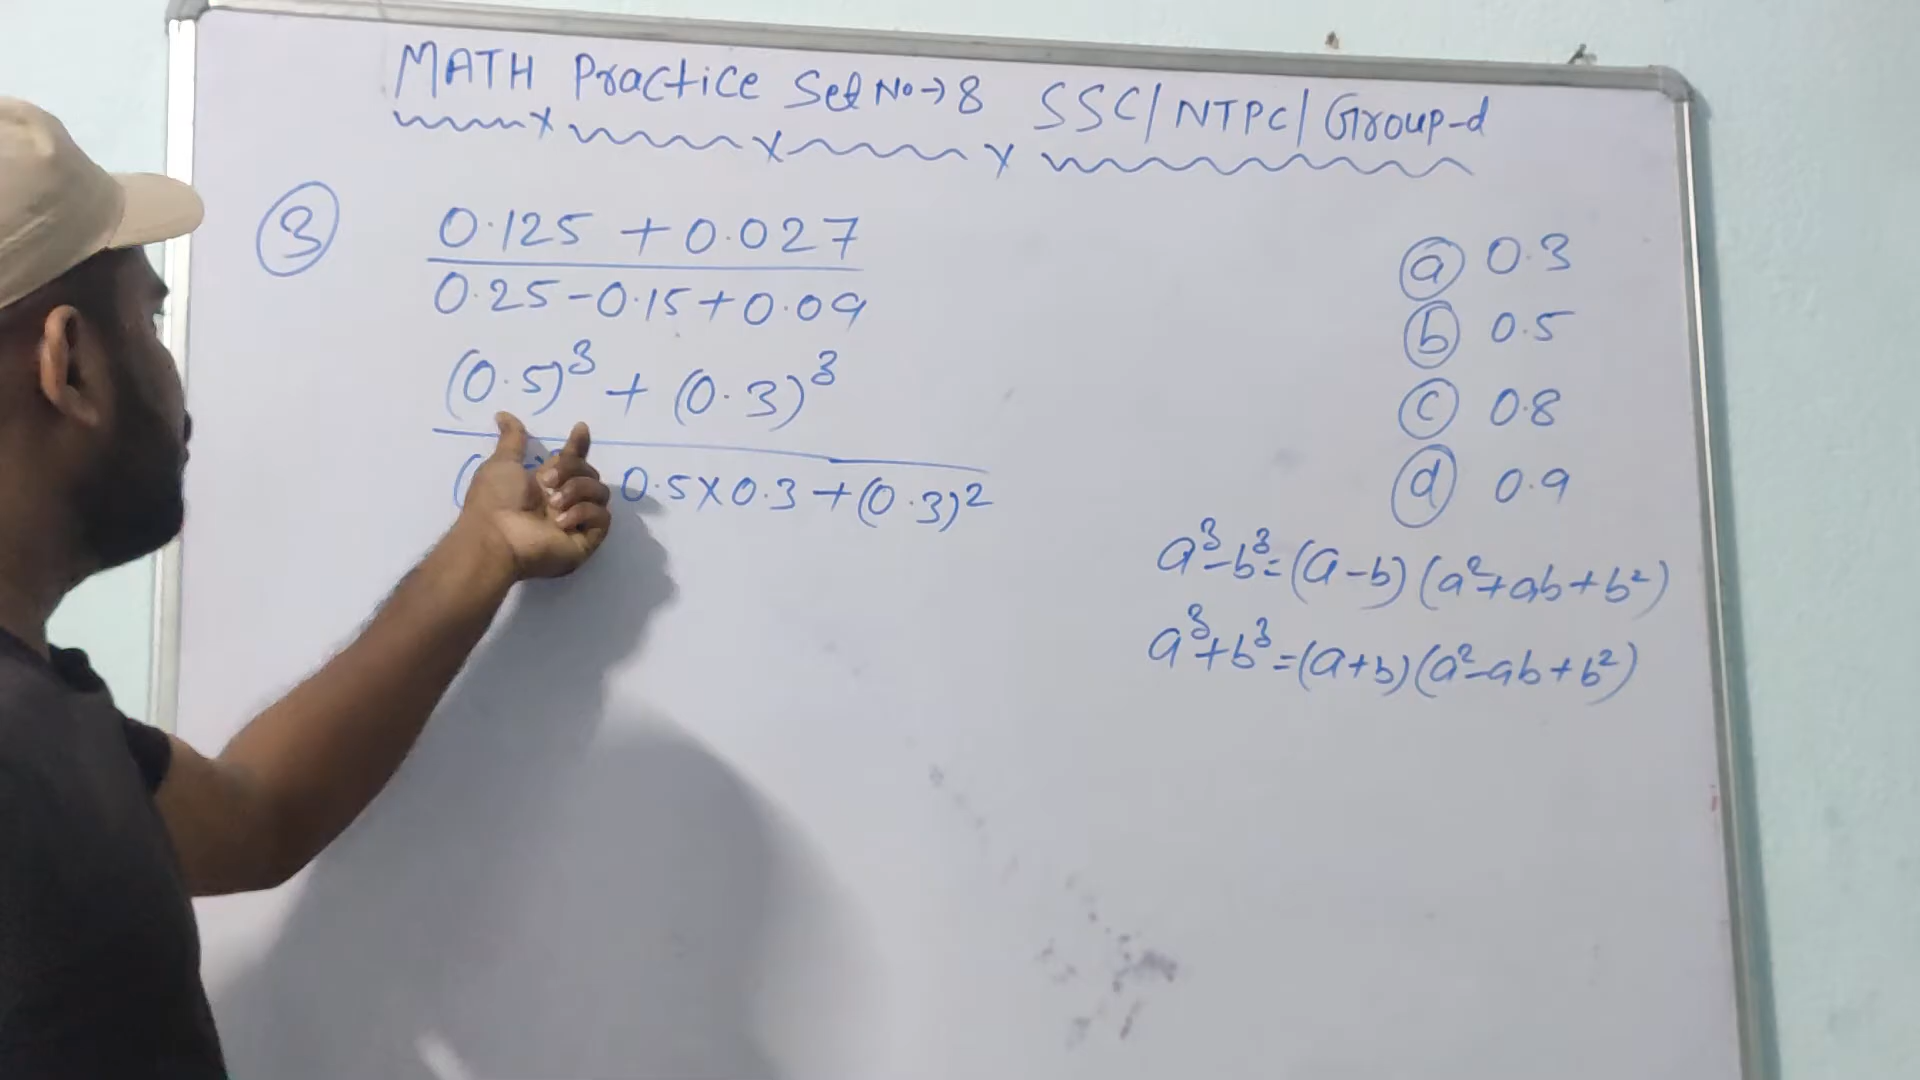 MATH Practice Set No→8 SSC/NTPC/Group-d
③
0.125 + 0.027
0.25-0.15+0.09
(0.5)³ + (0.3)³
0.5×0.3+(0.3)²
ⓐ 0.3
ⓑ 0.5
ⓒ 0.8
ⓓ 0.9
a³-b³=(a-b)(a²+ab+b²)
a³+b³=(a+b)(a²-ab+b²)